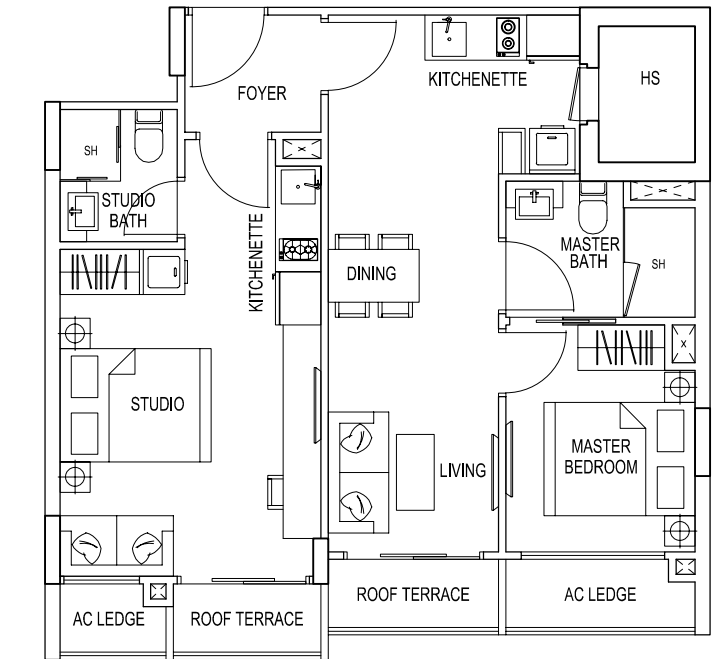 KITCHENETTE
HS
FOYER
SH
STUDIO
BATH
KITCHENETTE
MASTER
BATH
SH
DINING
STUDIO
MASTER
BEDROOM
LIVING
ROOF TERRACE
AC LEDGE
AC LEDGE
ROOF TERRACE